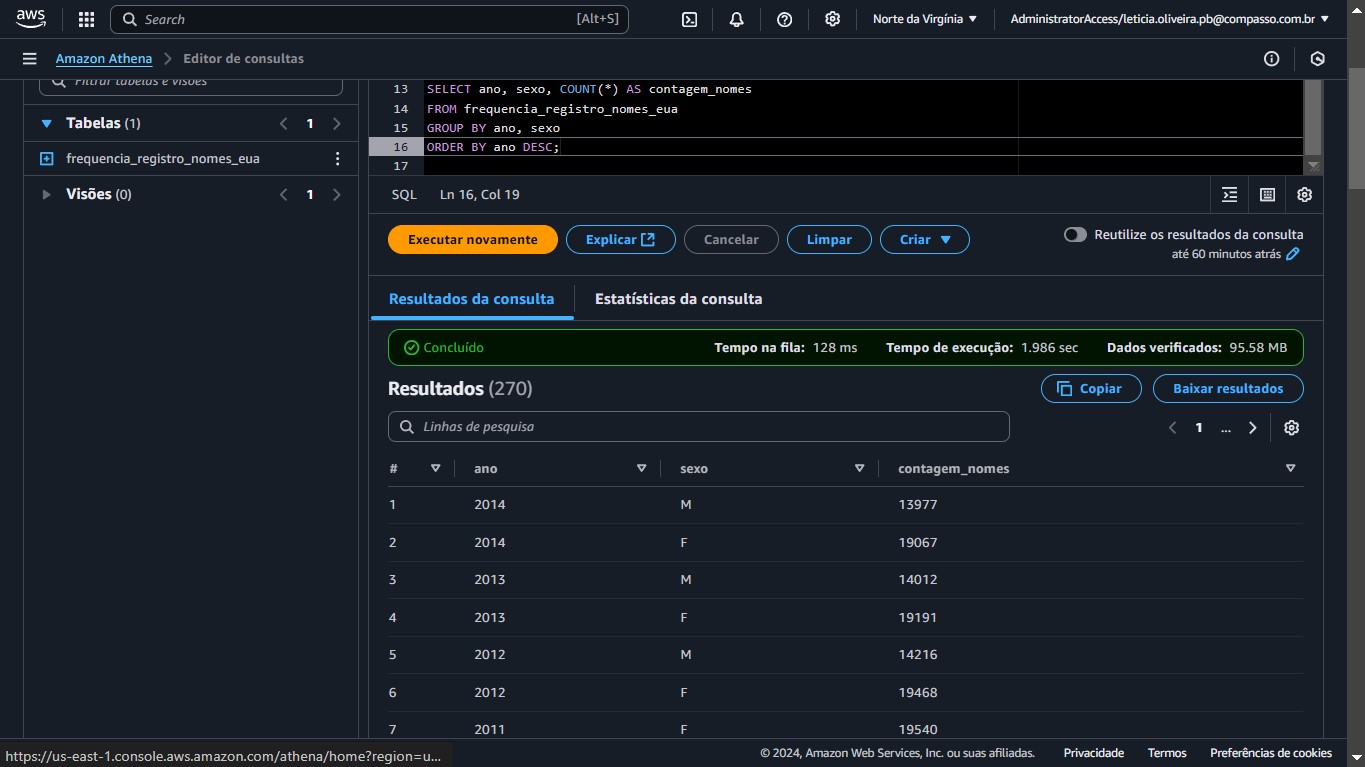 aws
Search
[Alt+S]
Norte da Virgínia
AdministratorAccess/leticia.oliveira.pb@compasso.com.br
Amazon Athena
Editor de consultas
Filtrar tabelas e visões
Tabelas (1)
1
frequencia_registro_nomes_eua
Visões (0)
1
13 SELECT ano, sexo, COUNT(*) AS contagem_nomes
14 FROM frequencia_registro_nomes_eua
15 GROUP BY ano, sexo
16 ORDER BY ano DESC;
17
SQL Ln 16, Col 19
Executar novamente
Explicar
Cancelar
Limpar
Criar
Reutilize os resultados da consulta
até 60 minutos atrás
Resultados da consulta
Estatísticas da consulta
Concluído
Tempo na fila: 128 ms
Tempo de execução: 1.986 sec
Dados verificados: 95.58 MB
Resultados (270)
Copiar
Baixar resultados
Linhas de pesquisa
1 ...
# ano sexo contagem_nomes
1 2014 M 13977
2 2014 F 19067
3 2013 M 14012
4 2013 F 19191
5 2012 M 14216
6 2012 F 19468
7 2011 F 19540
https://us-east-1.console.aws.amazon.com/athena/home?region=u...
© 2024, Amazon Web Services, Inc. ou suas afiliadas.
Privacidade
Termos
Preferências de cookies